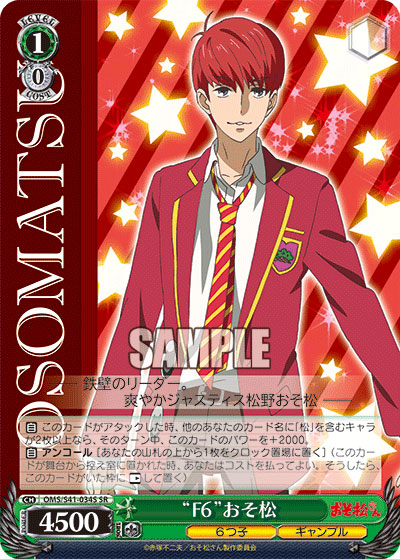 LEVEL
1
0
COST
OSOMATSU
SAMPLE
鉄壁のリーダー。
爽やかジャスティス松野おそ松
自 このカードがアタックした時、他のあなたのカード名に「松」を含むキャラ
が2枚以上なら、そのターン中、このカードのパワーを+2000。
自 アンコール [あなたの山札の上から1枚をクロック置場に置く] (このカード
が舞台から控え室に置かれた時、あなたはコストを払ってよい。そうしたら、
このカードがいた枠に レスト して置く)
CH OMS/S41-034S SR
4500
“F6”おそ松
おそ松さん
6つ子
ギャンブル
©赤塚不二夫/おそ松さん製作委員会